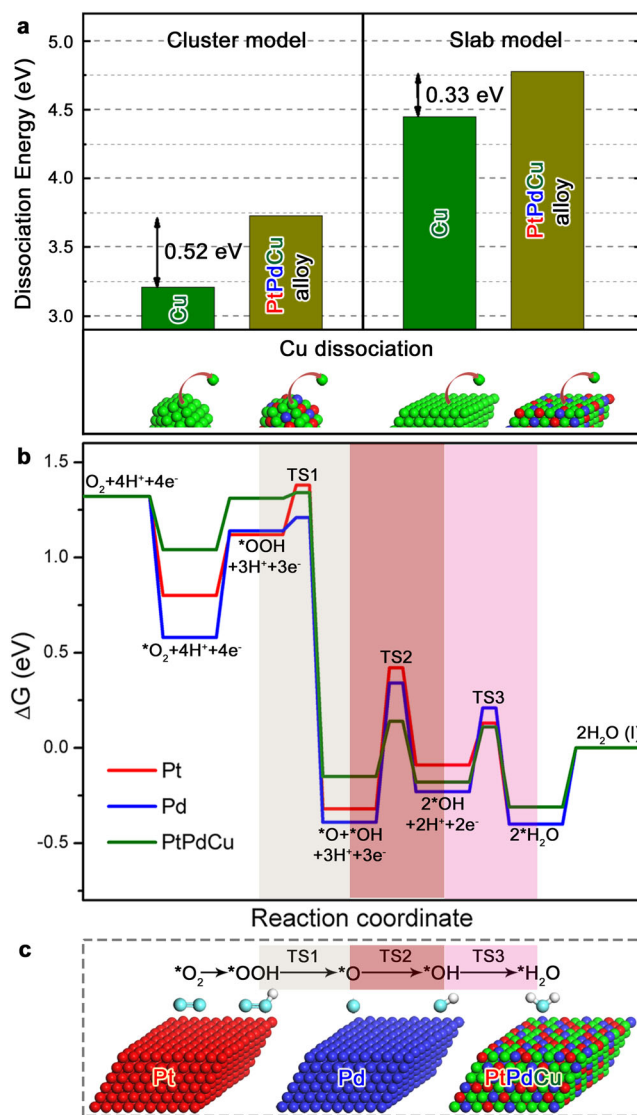 a
Cluster model
Slab model
Dissociation Energy (eV)
5.0
4.5
4.0
3.75
3.25
3.0
0.52 eV
0.33 eV
Cu
PtPdCu
alloy
Cu
PtPdCu
alloy
Cu dissociation
b
ΔG (eV)
1.5
1.0
0.5
0.0
-0.5
O₂+4H⁺+4e⁻
*O₂+4H⁺+4e⁻
*OOH
+3H⁺+3e⁻
TS1
*O+*OH
+3H⁺+3e⁻
TS2
2*OH
+2H⁺+2e⁻
TS3
2*H₂O
2H₂O (l)
Pt
Pd
PtPdCu
Reaction coordinate
c
TS1 TS2 TS3
*O₂→*OOH→*O→*OH→*H₂O
Pt
Pd
PtPdCu